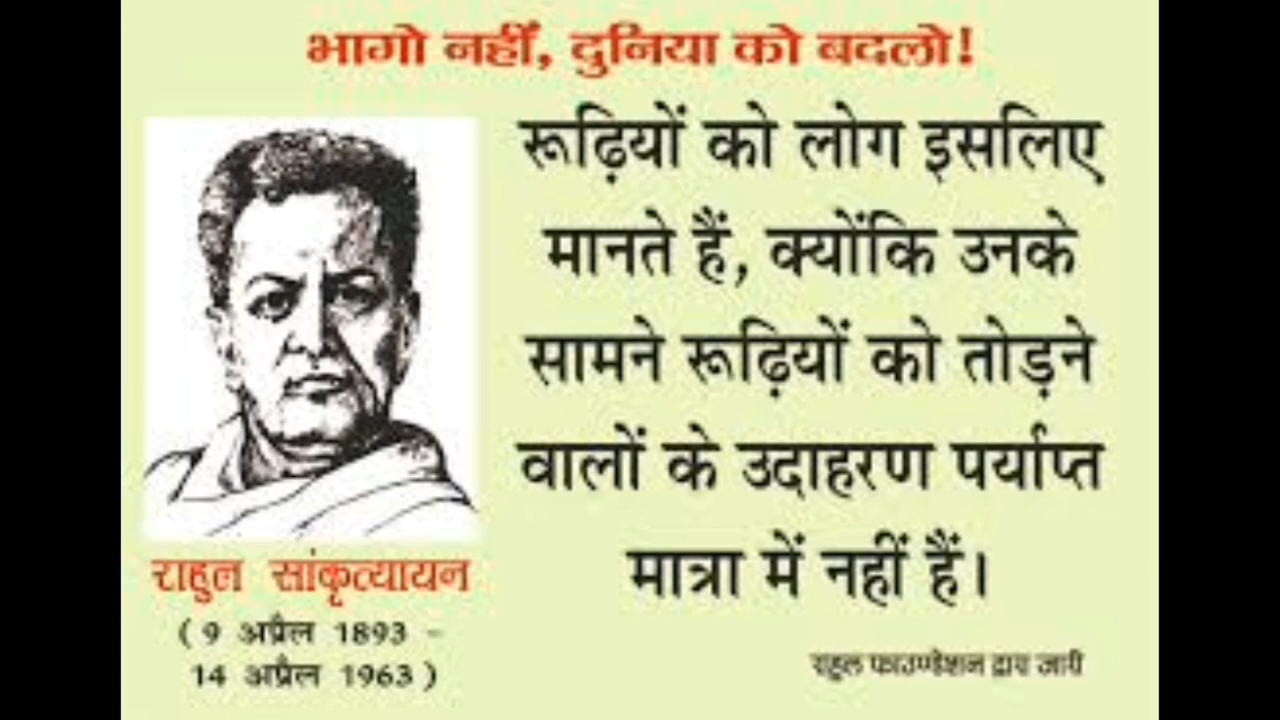 भागो नहीं, दुनिया को बदलो!
रूढ़ियों को लोग इसलिए
मानते हैं, क्योंकि उनके
सामने रूढ़ियों को तोड़ने
वालों के उदाहरण पर्याप्त
मात्रा में नहीं हैं।
राहुल सांकृत्यायन
( 9 अप्रैल 1893 -
14 अप्रैल 1963 )
राहुल फाउण्डेशन द्वारा जारी